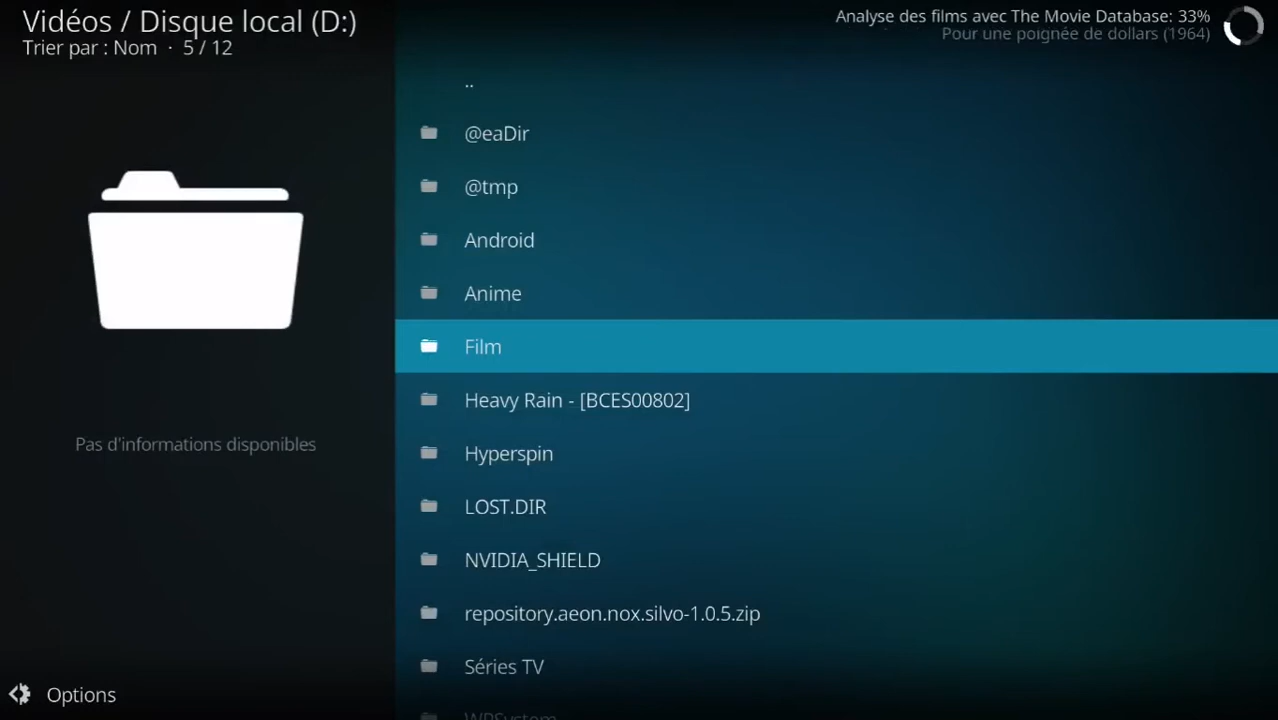 Vidéos / Disque local (D:)
Trier par : Nom · 5 / 12
Analyse des films avec The Movie Database: 33%
Pour une poignée de dollars (1964)
..
@eaDir
@tmp
Android
Anime
Film
Heavy Rain - [BCES00802]
Hyperspin
LOST.DIR
NVIDIA_SHIELD
repository.aeon.nox.silvo-1.0.5.zip
Séries TV
WPSystem
Pas d'informations disponibles
Options